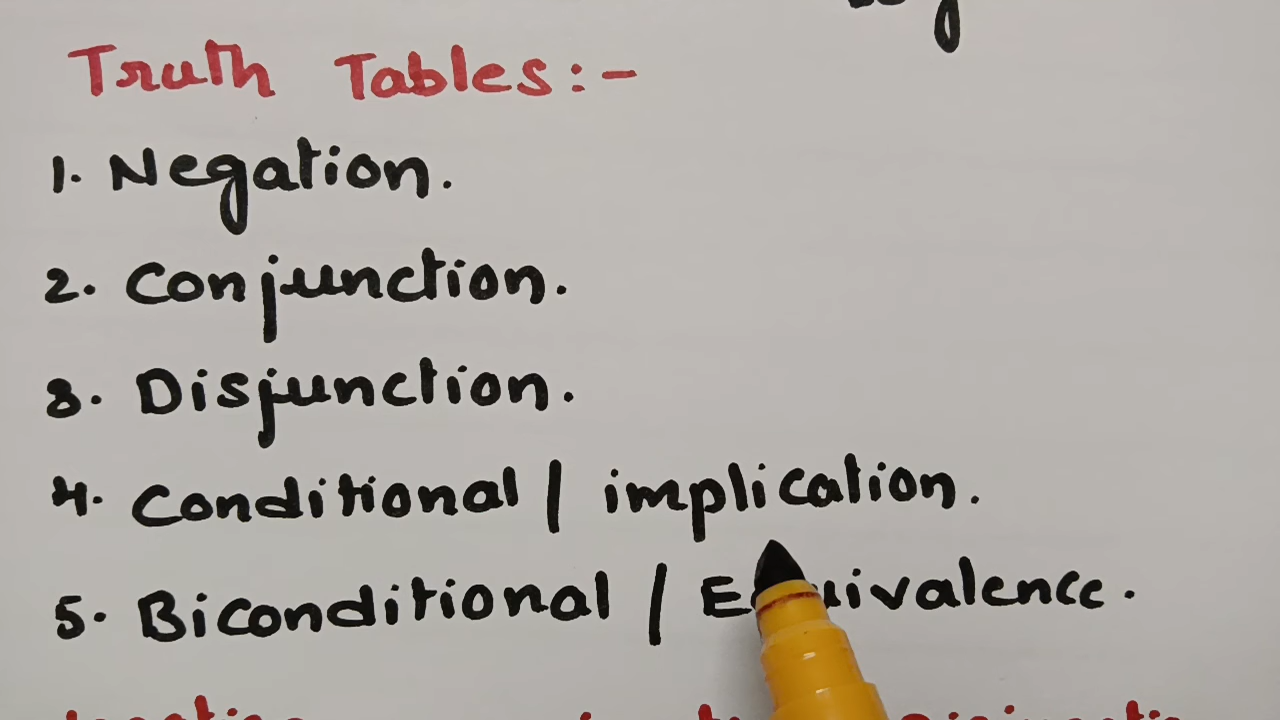 Truth Tables:-
1. Negation.
2. Conjunction.
3. Disjunction.
4. Conditional / implication.
5. Biconditional / Equivalence.